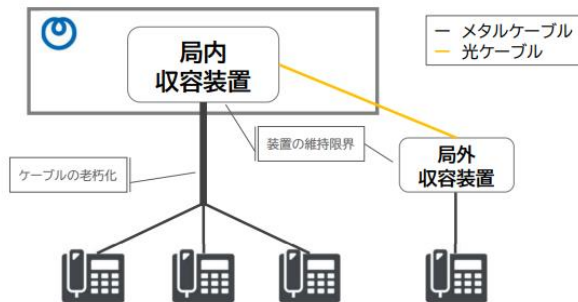 局内
収容装置
メタルケーブル
光ケーブル
装置の維持限界
局外
収容装置
ケーブルの老朽化